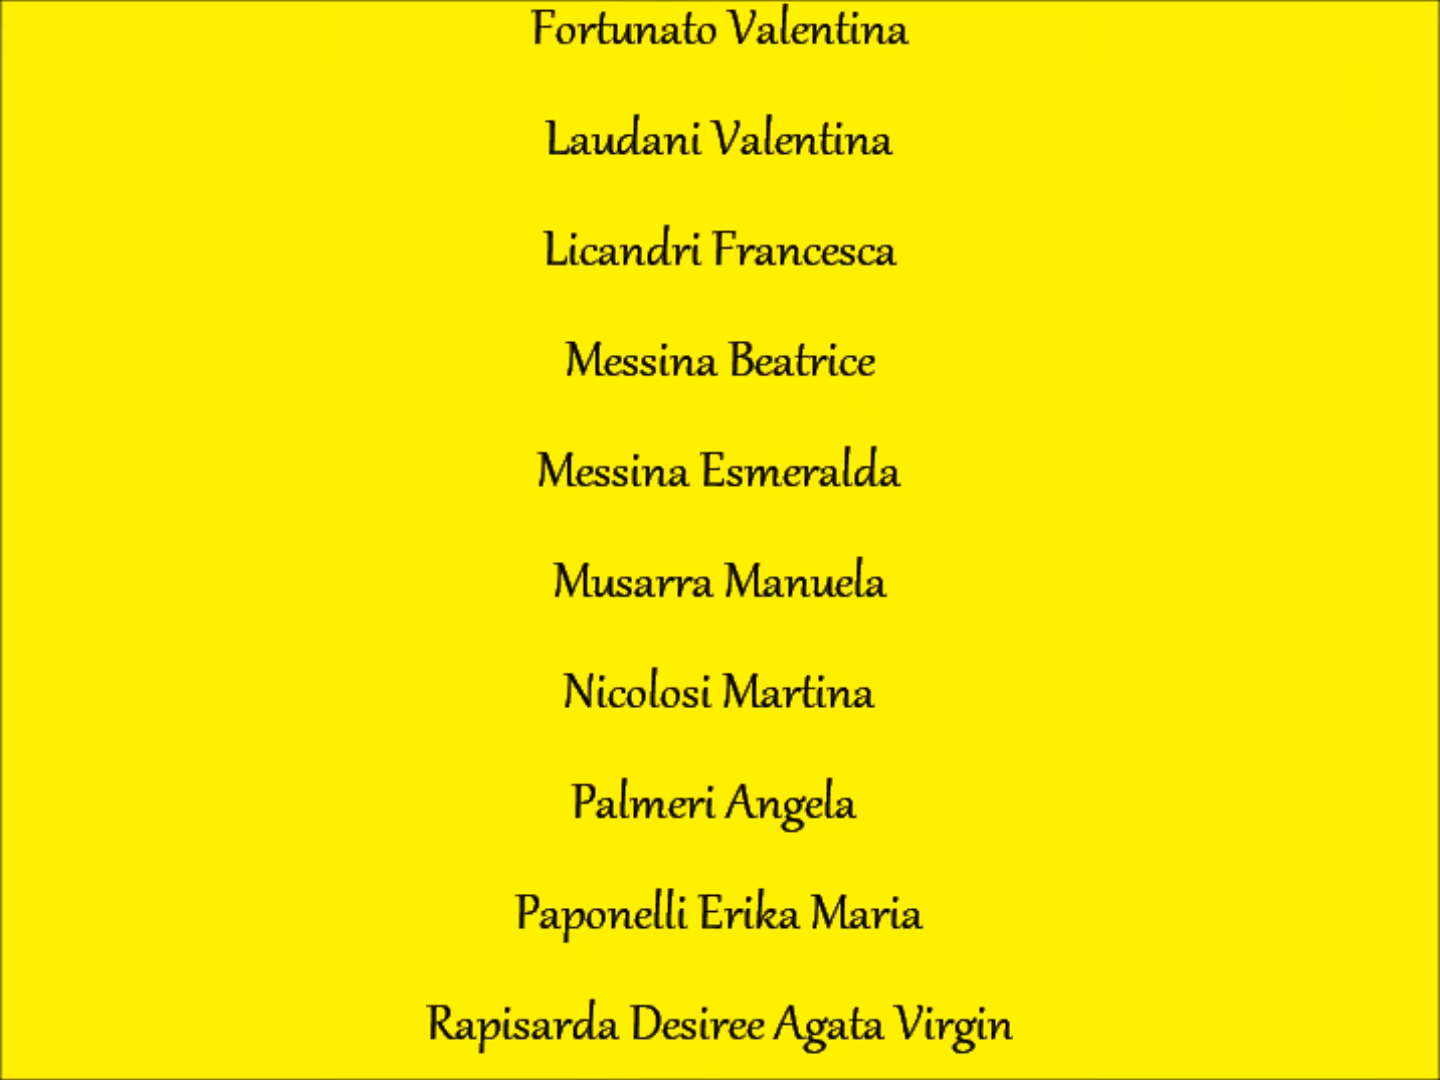 Fortunato Valentina
Laudani Valentina
Licandri Francesca
Messina Beatrice
Messina Esmeralda
Musarra Manuela
Nicolosi Martina
Palmeri Angela
Paponelli Erika Maria
Rapisarda Desiree Agata Virgin